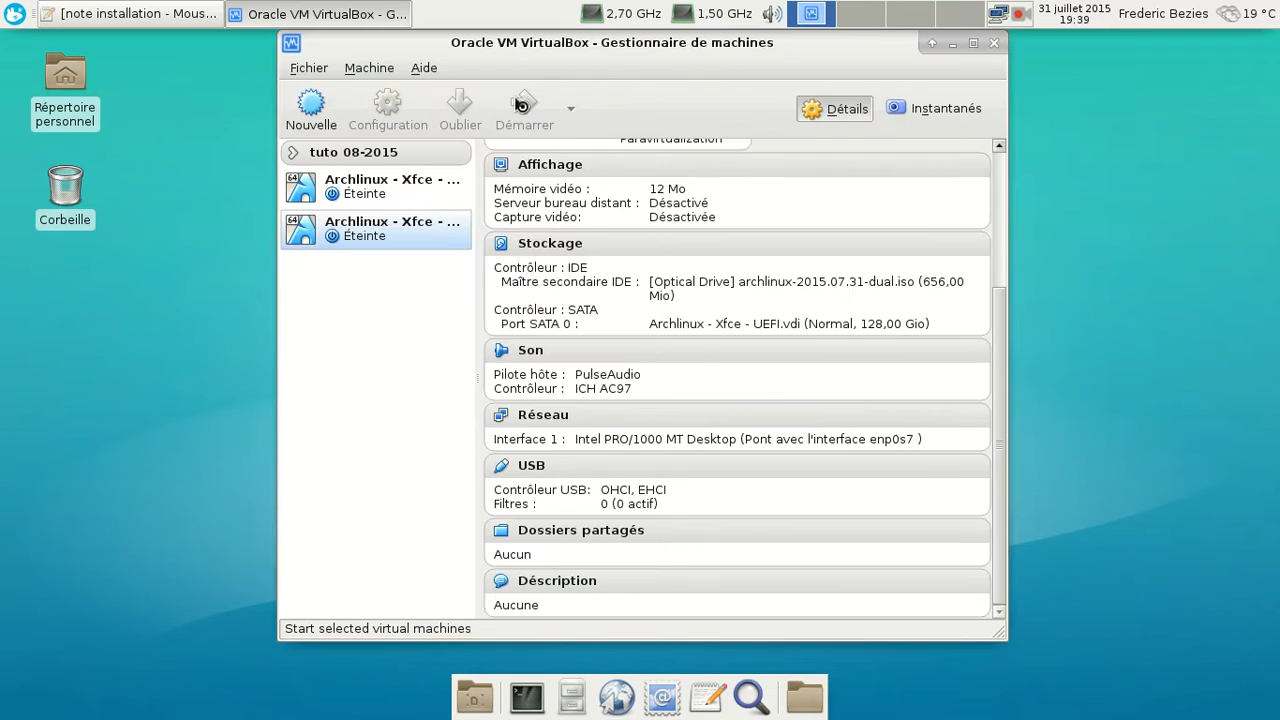 [note installation - Mous...
Oracle VM VirtualBox - G...
2,70 GHz
1,50 GHz
31 juillet 2015
19:39
Frederic Bezies
19 °C
Répertoire
personnel
Corbeille
Oracle VM VirtualBox - Gestionnaire de machines
Fichier Machine Aide
Nouvelle Configuration Oublier Démarrer Détails Instantanés
tuto 08-2015
64
Archlinux - Xfce - ...
Éteinte
64
Archlinux - Xfce - ...
Éteinte
Paravirtualization
Affichage
Mémoire vidéo : 12 Mo
Serveur bureau distant : Désactivé
Capture vidéo: Désactivée
Stockage
Contrôleur : IDE
Maître secondaire IDE : [Optical Drive] archlinux-2015.07.31-dual.iso (656,00
Mio)
Contrôleur : SATA
Port SATA 0 : Archlinux - Xfce - UEFI.vdi (Normal, 128,00 Gio)
Son
Pilote hôte : PulseAudio
Contrôleur : ICH AC97
Réseau
Interface 1 : Intel PRO/1000 MT Desktop (Pont avec l'interface enp0s7 )
USB
Contrôleur USB: OHCI, EHCI
Filtres : 0 (0 actif)
Dossiers partagés
Aucun
Déscription
Aucune
Start selected virtual machines